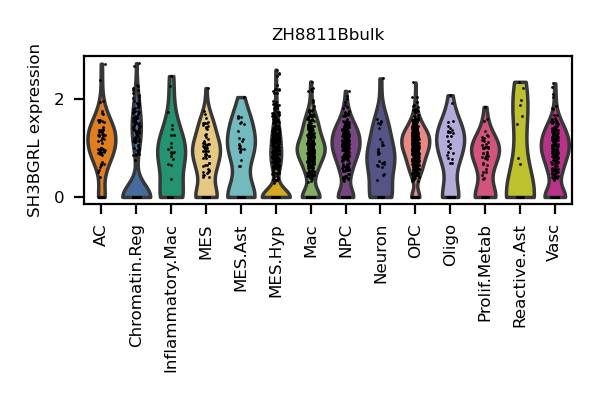 ZH8811Bbulk
SH3BGRL expression
2
0
AC
Chromatin.Reg
Inflammatory.Mac
MES
MES.Ast
MES.Hyp
Mac
NPC
Neuron
OPC
Oligo
Prolif.Metab
Reactive.Ast
Vasc